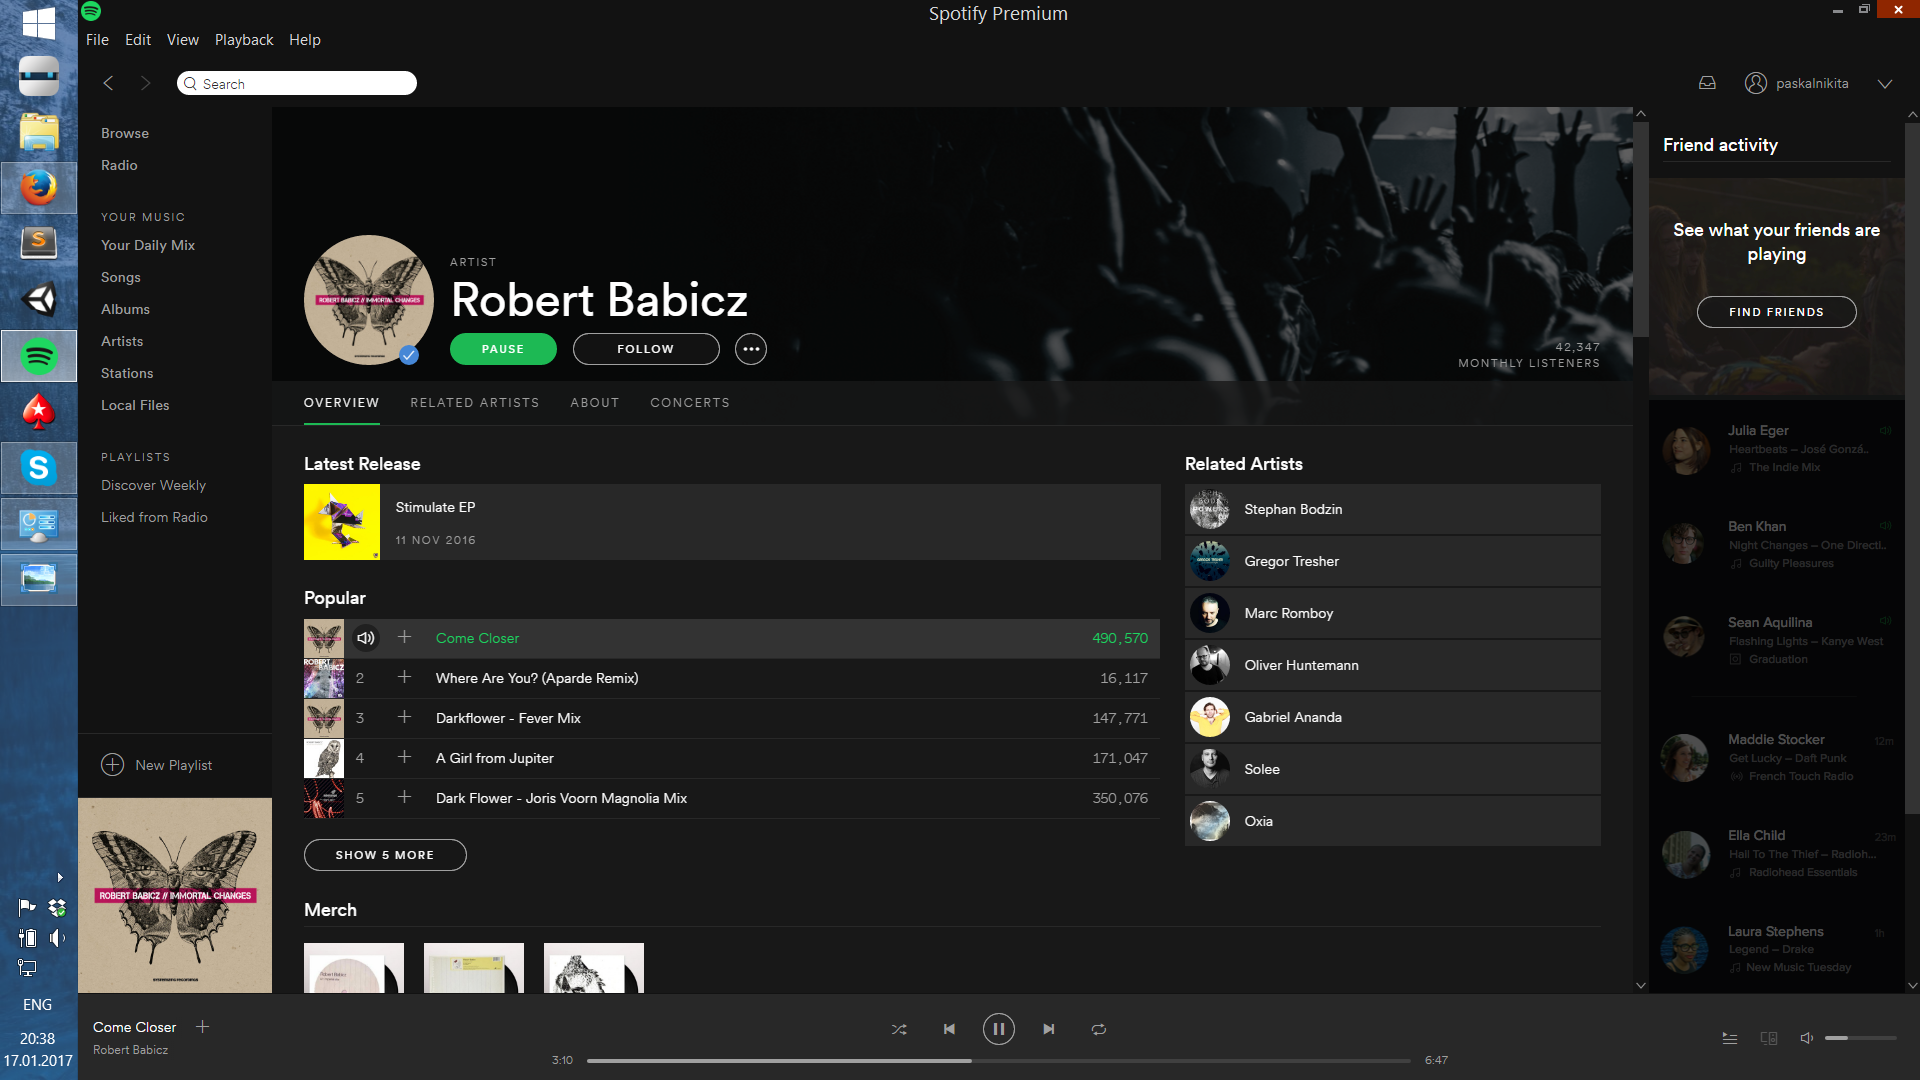 Spotify Premium
File Edit View Playback Help
Search
paskalnikita
Browse
Radio
YOUR MUSIC
Your Daily Mix
Songs
Albums
Artists
Stations
Local Files
PLAYLISTS
Discover Weekly
Liked from Radio
New Playlist
ROBERT BABICZ // IMMORTAL CHANGES
ROBERT BABICZ // IMMORTAL CHANGES
ARTIST
Robert Babicz
PAUSE FOLLOW
42,347
MONTHLY LISTENERS
OVERVIEW RELATED ARTISTS ABOUT CONCERTS
Latest Release
Stimulate EP
11 NOV 2016
Popular
Come Closer 490,570
2 Where Are You? (Aparde Remix) 16,117
3 Darkflower - Fever Mix 147,771
4 A Girl from Jupiter 171,047
5 Dark Flower - Joris Voorn Magnolia Mix 350,076
ROBERT
BABICZ
SHOW 5 MORE
Merch
Robert Babicz
Related Artists
Stephan Bodzin
Gregor Tresher
Marc Romboy
Oliver Huntemann
Gabriel Ananda
Solee
Oxia
Friend activity
See what your friends are
playing
FIND FRIENDS
Julia Eger
Heartbeats – José Gonzá..
The Indie Mix
Ben Khan
Night Changes – One Directi..
Guilty Pleasures
Sean Aquilina
Flashing Lights – Kanye West
Graduation
Maddie Stocker 12m
Get Lucky – Daft Punk
French Touch Radio
Ella Child 23m
Hail To The Thief – Radioh...
Radiohead Essentials
Laura Stephens 1h
Legend – Drake
New Music Tuesday
Come Closer
Robert Babicz
3:10 6:47
ENG
20:38
17.01.2017